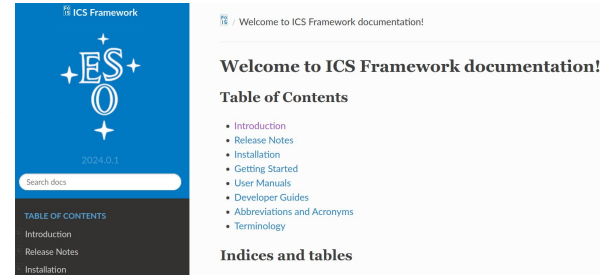 ICS Framework
ESO
2024.0.1
Search docs
TABLE OF CONTENTS
Introduction
Release Notes
Installation
/ Welcome to ICS Framework documentation!
Welcome to ICS Framework documentation!
Table of Contents
• Introduction
• Release Notes
• Installation
• Getting Started
• User Manuals
• Developer Guides
• Abbreviations and Acronyms
• Terminology
Indices and tables